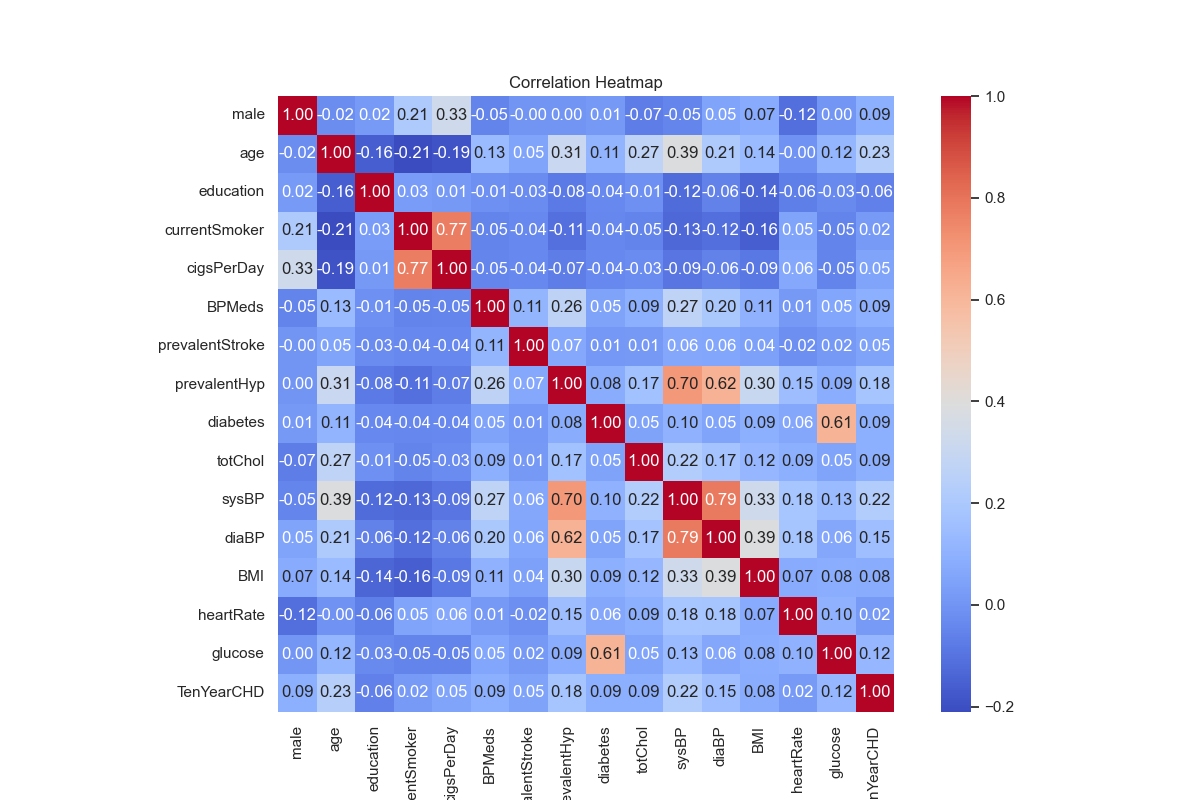 Correlation Heatmap
male 1.00 -0.02 0.02 0.21 0.33 -0.05 -0.00 0.00 0.01 -0.07 -0.05 0.05 0.07 -0.12 0.00 0.09
age -0.02 1.00 -0.16 -0.21 -0.19 0.13 0.05 0.31 0.11 0.27 0.39 0.21 0.14 -0.00 0.12 0.23
education 0.02 -0.16 1.00 0.03 0.01 -0.01 -0.03 -0.08 -0.04 -0.01 -0.12 -0.06 -0.14 -0.06 -0.03 -0.06
currentSmoker 0.21 -0.21 0.03 1.00 0.77 -0.05 -0.04 -0.11 -0.04 -0.05 -0.13 -0.12 -0.16 0.05 -0.05 0.02
cigsPerDay 0.33 -0.19 0.01 0.77 1.00 -0.05 -0.04 -0.07 -0.04 -0.03 -0.09 -0.06 -0.09 0.06 -0.05 0.05
BPMeds -0.05 0.13 -0.01 -0.05 -0.05 1.00 0.11 0.26 0.05 0.09 0.27 0.20 0.11 0.01 0.05 0.09
prevalentStroke -0.00 0.05 -0.03 -0.04 -0.04 0.11 1.00 0.07 0.01 0.01 0.06 0.06 0.04 -0.02 0.02 0.05
prevalentHyp 0.00 0.31 -0.08 -0.11 -0.07 0.26 0.07 1.00 0.08 0.17 0.70 0.62 0.30 0.15 0.09 0.18
diabetes 0.01 0.11 -0.04 -0.04 -0.04 0.05 0.01 0.08 1.00 0.05 0.10 0.05 0.09 0.06 0.61 0.09
totChol -0.07 0.27 -0.01 -0.05 -0.03 0.09 0.01 0.17 0.05 1.00 0.22 0.17 0.12 0.09 0.05 0.09
sysBP -0.05 0.39 -0.12 -0.13 -0.09 0.27 0.06 0.70 0.10 0.22 1.00 0.79 0.33 0.18 0.13 0.22
diaBP 0.05 0.21 -0.06 -0.12 -0.06 0.20 0.06 0.62 0.05 0.17 0.79 1.00 0.39 0.18 0.06 0.15
BMI 0.07 0.14 -0.14 -0.16 -0.09 0.11 0.04 0.30 0.09 0.12 0.33 0.39 1.00 0.07 0.08 0.08
heartRate -0.12 -0.00 -0.06 0.05 0.06 0.01 -0.02 0.15 0.06 0.09 0.18 0.18 0.07 1.00 0.10 0.02
glucose 0.00 0.12 -0.03 -0.05 -0.05 0.05 0.02 0.09 0.61 0.05 0.13 0.06 0.08 0.10 1.00 0.12
TenYearCHD 0.09 0.23 -0.06 0.02 0.05 0.09 0.05 0.18 0.09 0.09 0.22 0.15 0.08 0.02 0.12 1.00
male
age
education
entSmoker
cigsPerDay
BPMeds
alentStroke
evalentHyp
diabetes
totChol
sysBP
diaBP
BMI
heartRate
glucose
nYearCHD
1.0
0.8
0.6
0.4
0.2
0.0
−0.2